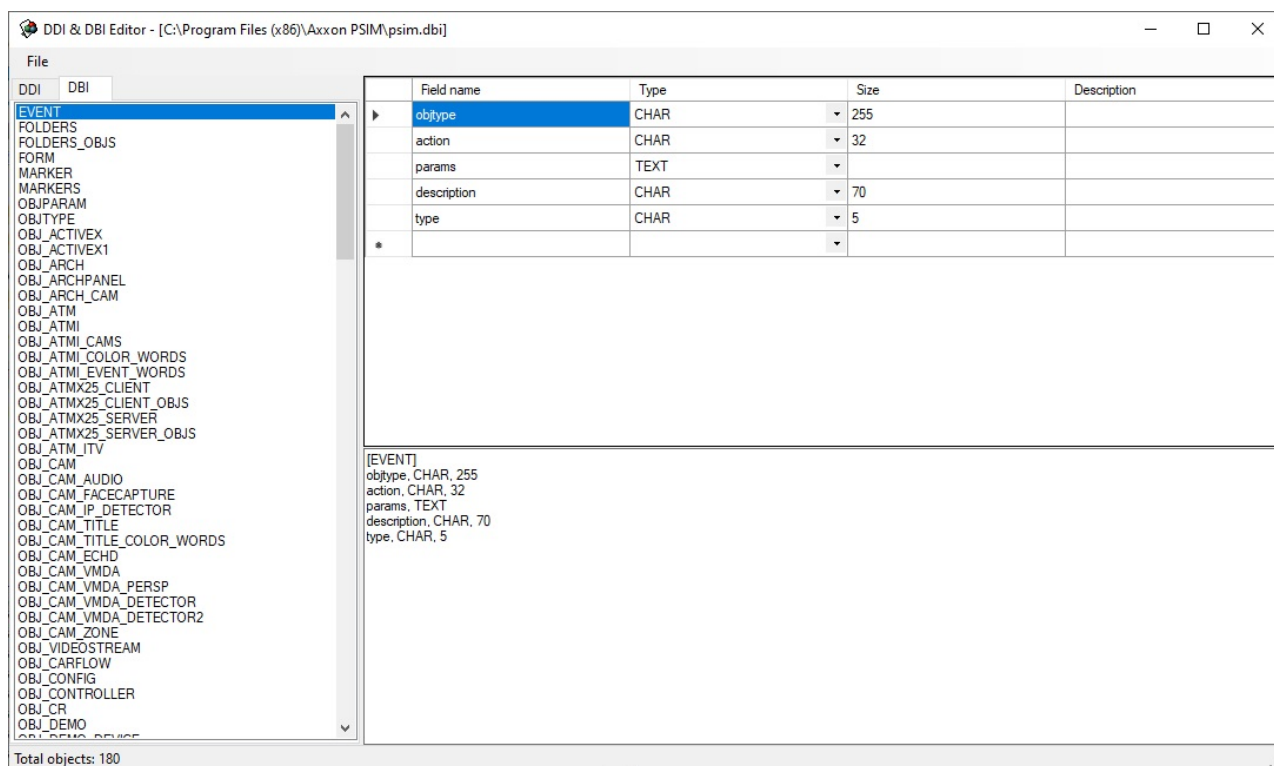 DDI & DBI Editor - [C:\Program Files (x86)\Axxon PSIM\psim.dbi]
File
DDI DBI
EVENT
FOLDERS
FOLDERS_OBJS
FORM
MARKER
MARKERS
OBJPARAM
OBJTYPE
OBJ_ACTIVEX
OBJ_ACTIVEX1
OBJ_ARCH
OBJ_ARCHPANEL
OBJ_ARCH_CAM
OBJ_ATM
OBJ_ATMI
OBJ_ATMI_CAMS
OBJ_ATMI_COLOR_WORDS
OBJ_ATMI_EVENT_WORDS
OBJ_ATMX25_CLIENT
OBJ_ATMX25_CLIENT_OBJS
OBJ_ATMX25_SERVER
OBJ_ATMX25_SERVER_OBJS
OBJ_ATM_ITV
OBJ_CAM
OBJ_CAM_AUDIO
OBJ_CAM_FACECAPTURE
OBJ_CAM_IP_DETECTOR
OBJ_CAM_TITLE
OBJ_CAM_TITLE_COLOR_WORDS
OBJ_CAM_ECHD
OBJ_CAM_VMDA
OBJ_CAM_VMDA_PERSP
OBJ_CAM_VMDA_DETECTOR
OBJ_CAM_VMDA_DETECTOR2
OBJ_CAM_ZONE
OBJ_VIDEOSTREAM
OBJ_CARFLOW
OBJ_CONFIG
OBJ_CONTROLLER
OBJ_CR
OBJ_DEMO
Field name Type Size Description
objtype CHAR 255
action CHAR 32
params TEXT
description CHAR 70
type CHAR 5
[EVENT]
objtype, CHAR, 255
action, CHAR, 32
params, TEXT
description, CHAR, 70
type, CHAR, 5
Total objects: 180